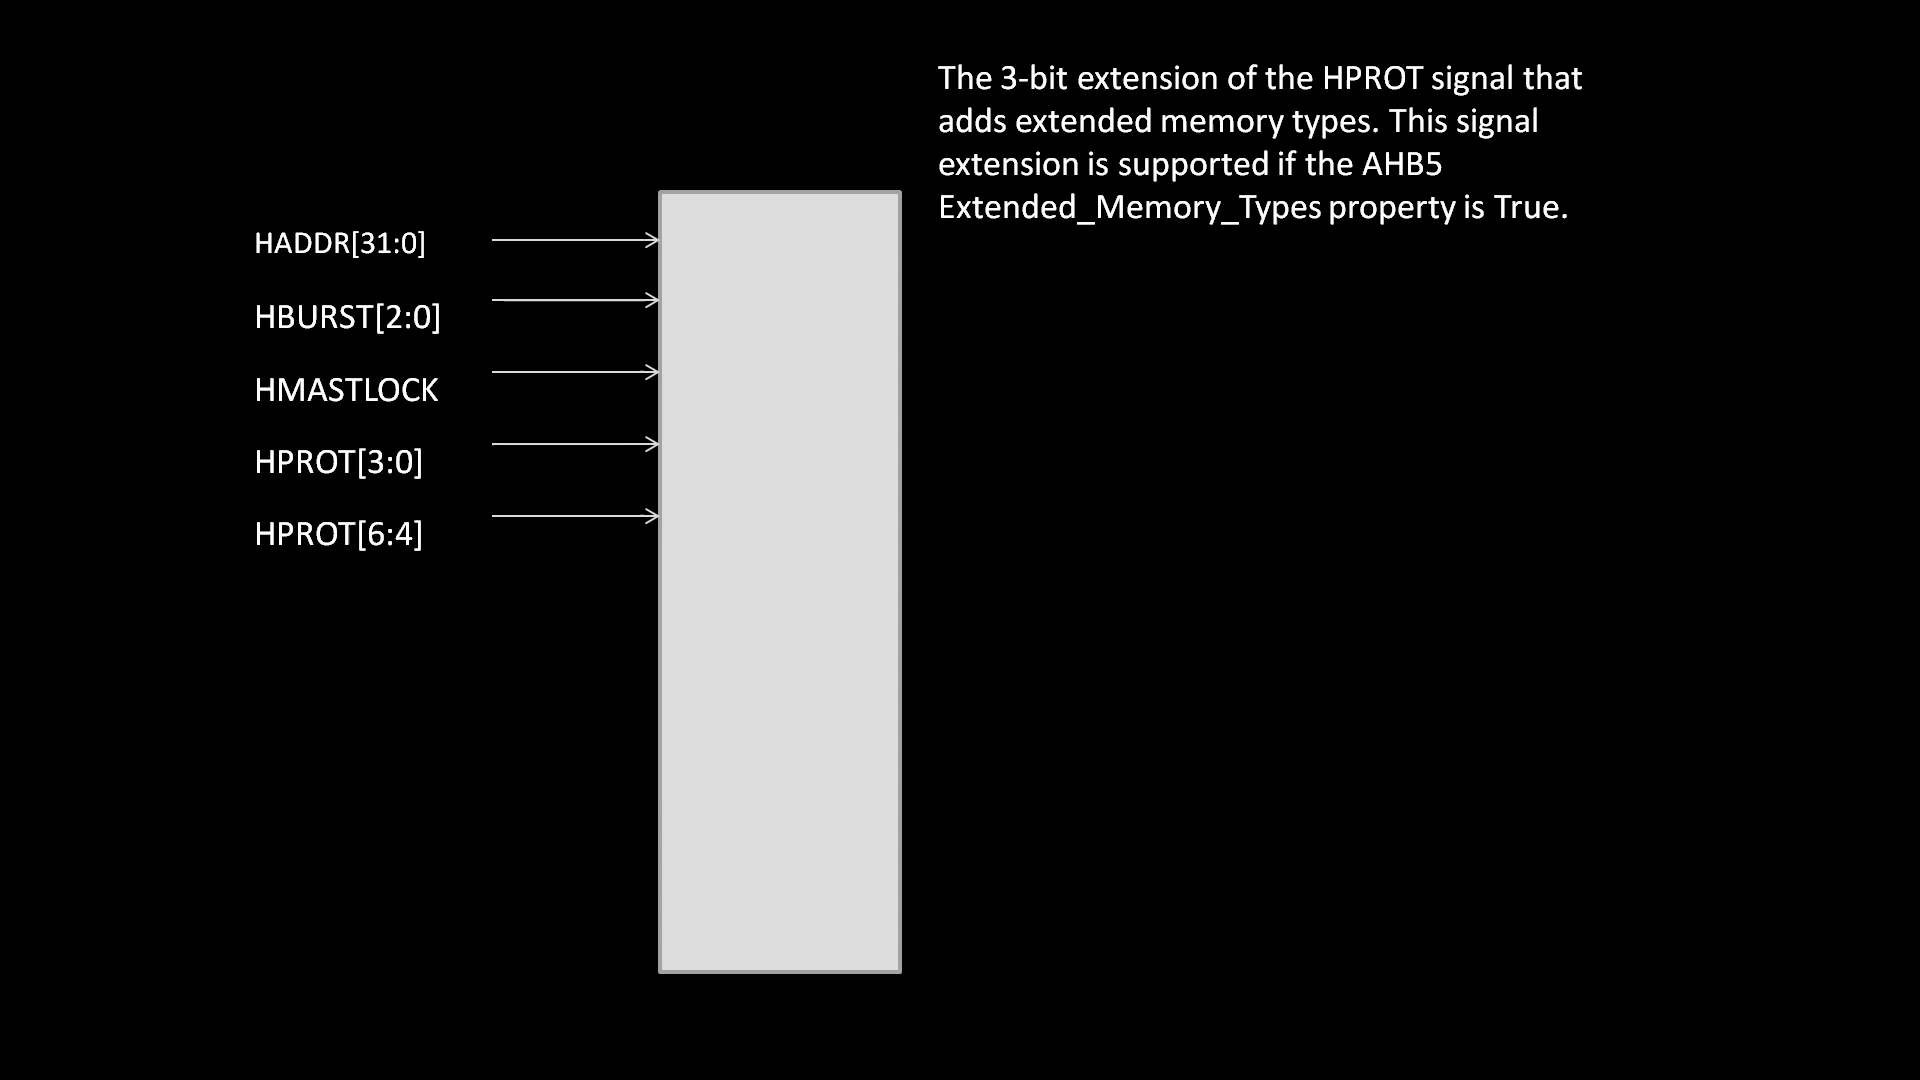 The 3-bit extension of the HPROT signal that
adds extended memory types. This signal
extension is supported if the AHB5
Extended_Memory_Types property is True.
HADDR[31:0]
HBURST[2:0]
HMASTLOCK
HPROT[3:0]
HPROT[6:4]